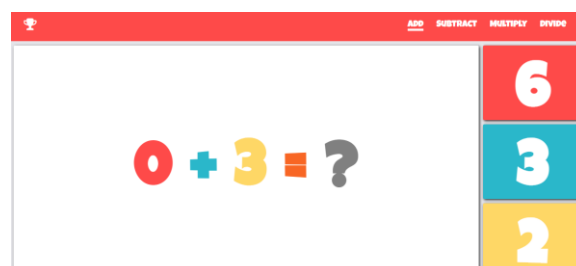 ADD SUBTRACT MULTIPLY DIVIDE
0 + 3 = ?
6
3
2